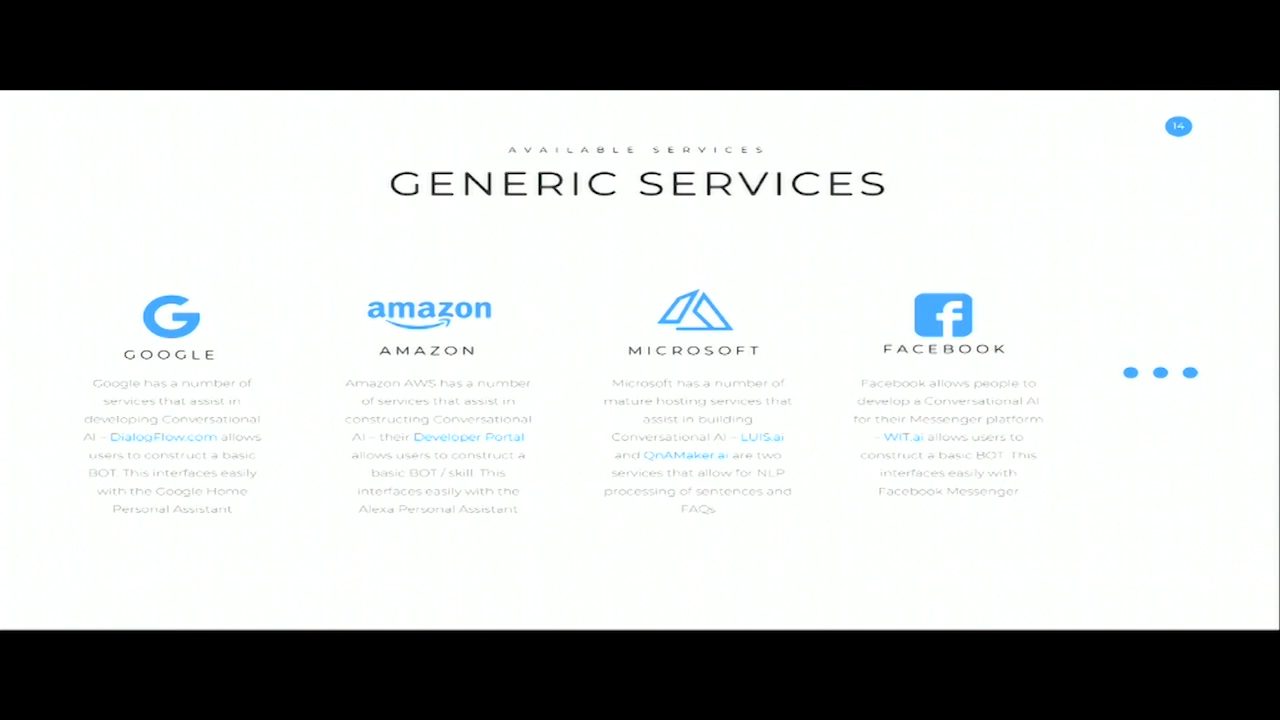 14
AVAILABLE SERVICES
GENERIC SERVICES
amazon
GOOGLE
Google has a number of
services that assist in
developing Conversational
AI – DialogFlow.com allows
users to construct a basic
BOT. This interfaces easily
with the Google Home
Personal Assistant
AMAZON
Amazon AWS has a number
of services that assist in
constructing Conversational
AI – their Developer Portal
allows users to construct a
basic BOT / skill. This
interfaces easily with the
Alexa Personal Assistant
MICROSOFT
Microsoft has a number of
mature hosting services that
assist in building
Conversational AI – LUIS.ai
and QnAMaker.ai are two
services that allow for NLP
processing of sentences and
FAQs
FACEBOOK
Facebook allows people to
develop a Conversational AI
for their Messenger platform
– WIT.ai allows users to
construct a basic BOT. This
interfaces easily with
Facebook Messenger